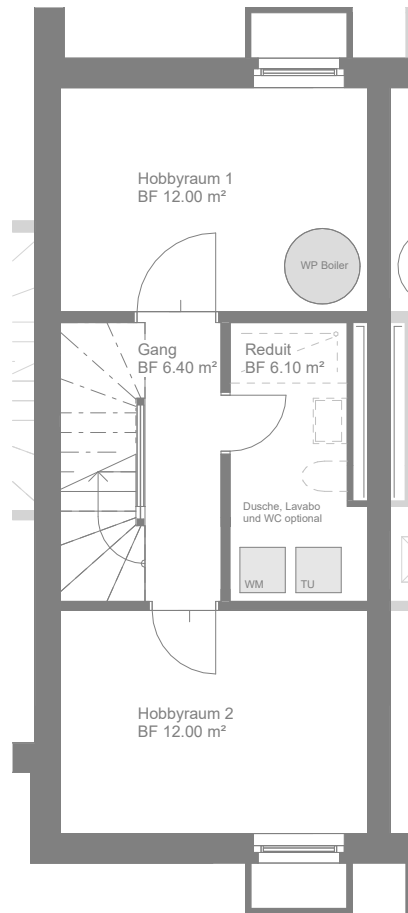 Hobbyraum 1
BF 12.00 m²
WP Boiler
Gang
BF 6.40 m²
Reduit
BF 6.10 m²
Dusche, Lavabo
und WC optional
WM
TU
Hobbyraum 2
BF 12.00 m²